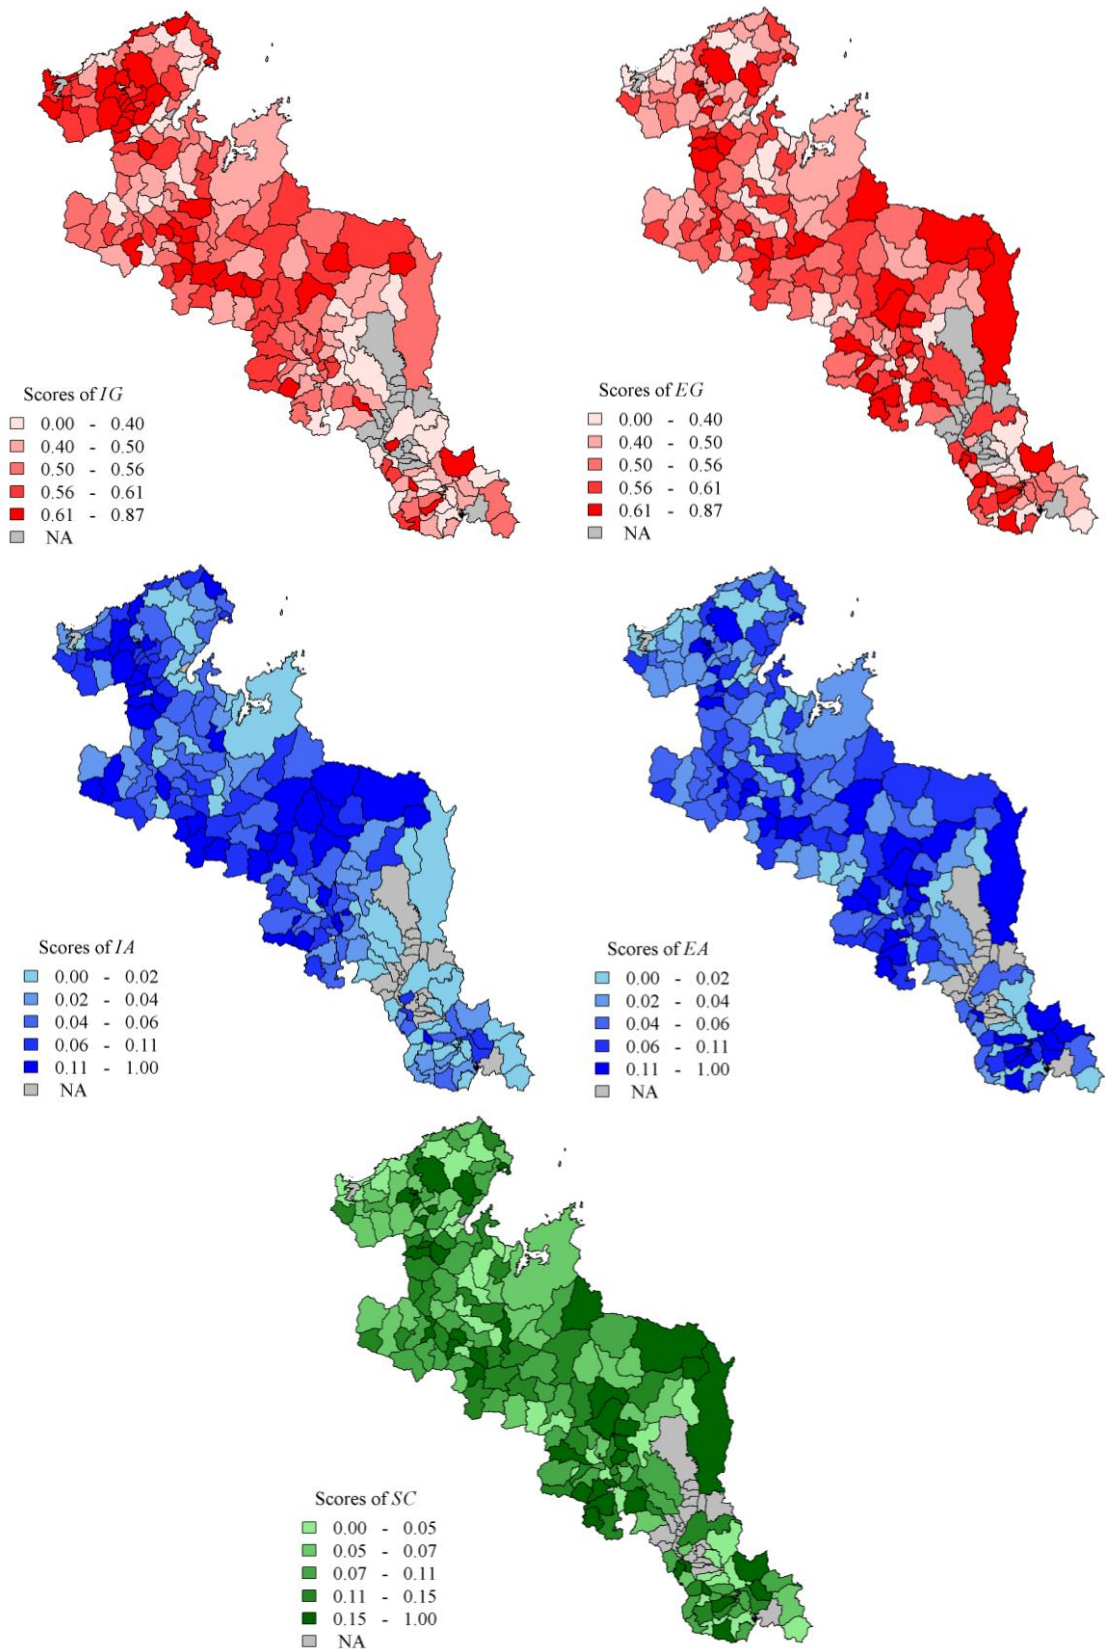 Scores of IG
0.00 - 0.40
0.40 - 0.50
0.50 - 0.56
0.56 - 0.61
0.61 - 0.87
NA
Scores of EG
0.00 - 0.40
0.40 - 0.50
0.50 - 0.56
0.56 - 0.61
0.61 - 0.87
NA
Scores of IA
0.00 - 0.02
0.02 - 0.04
0.04 - 0.06
0.06 - 0.11
0.11 - 1.00
NA
Scores of EA
0.00 - 0.02
0.02 - 0.04
0.04 - 0.06
0.06 - 0.11
0.11 - 1.00
NA
Scores of SC
0.00 - 0.05
0.05 - 0.07
0.07 - 0.11
0.11 - 0.15
0.15 - 1.00
NA